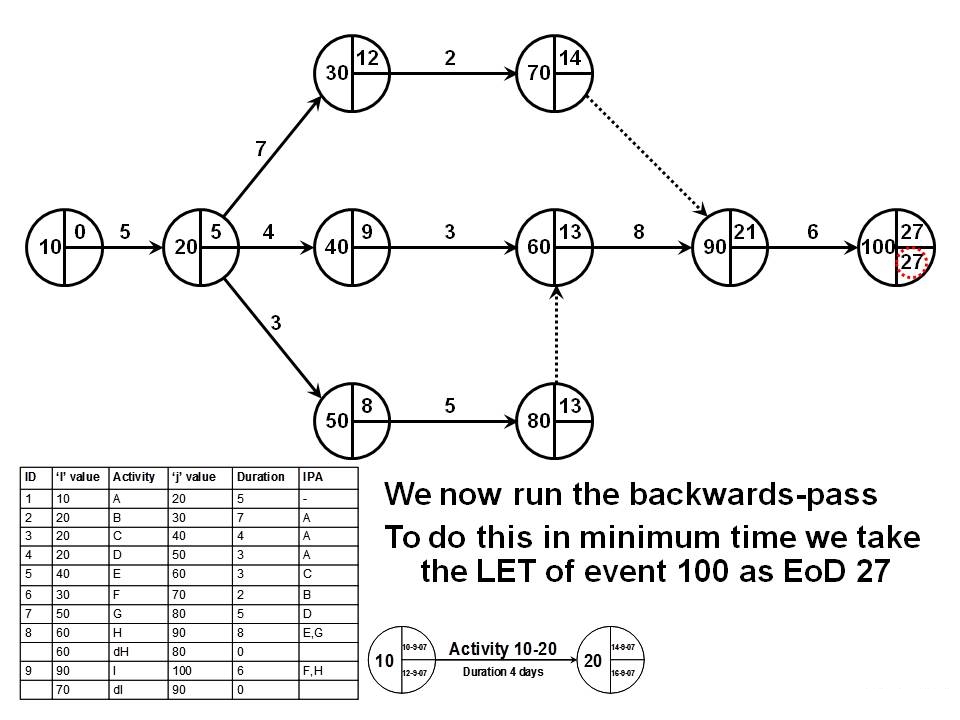 12
30
2
14
70
7
0
10
5
5
20
4
9
40
3
13
60
8
21
90
6
27
100
27
3
8
50
5
13
80
ID ‘I’ value Activity ‘j’ value Duration IPA
1 10 A 20 5 -
2 20 B 30 7 A
3 20 C 40 4 A
4 20 D 50 3 A
5 40 E 60 3 C
6 30 F 70 2 B
7 50 G 80 5 D
8 60 H 90 8 E,G
60 dH 80 0
9 90 I 100 6 F,H
70 dI 90 0
We now run the backwards-pass
To do this in minimum time we take
the LET of event 100 as EoD 27
10
10-9-07
12-9-07
Activity 10-20
Duration 4 days
20
14-9-07
16-9-07